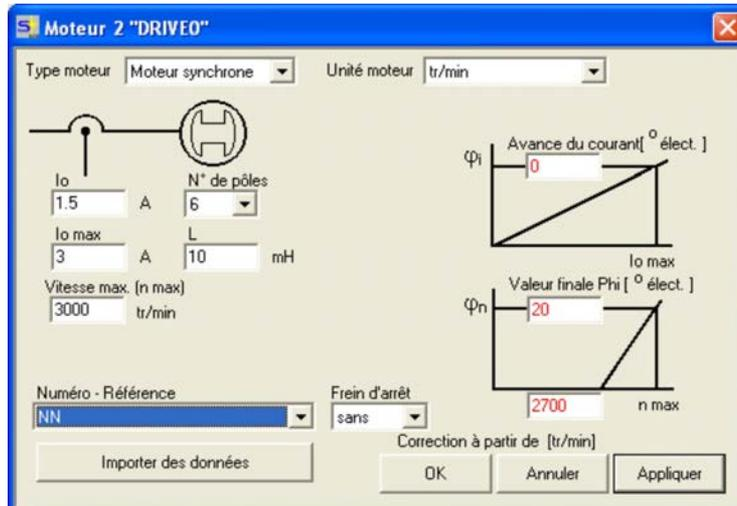 Moteur 2 "DRIVE0"
Type moteur Moteur synchrone Unité moteur tr/min
Io N° de pôles
1.5 A 6
Io max L
3 A 10 mH
Vitesse max. (n max)
3000 tr/min
φi Avance du courant[ ° élect. ]
0
Io max
Valeur finale Phi [ ° élect. ]
φn 20
2700 n max
Correction à partir de [tr/min]
Numéro - Référence Frein d'arrêt
NN sans
Importer des données
OK Annuler Appliquer